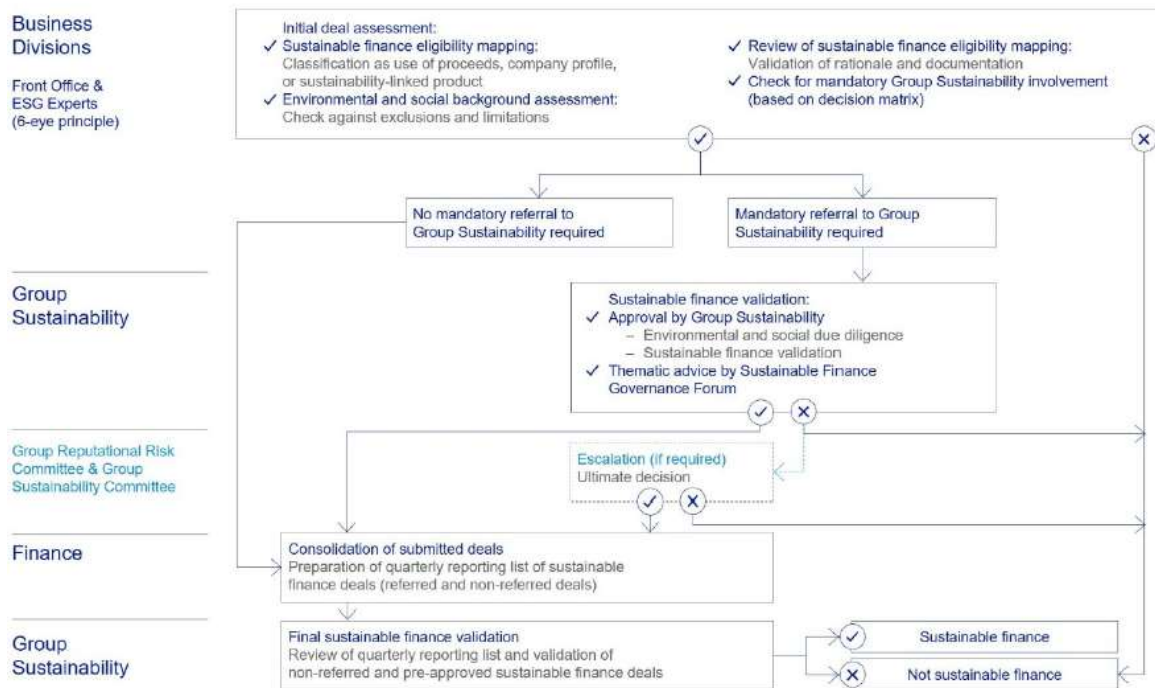 Business
Divisions
Front Office &
ESG Experts
(6-eye principle)
Initial deal assessment:
Sustainable finance eligibility mapping:
Classification as use of proceeds, company profile,
or sustainability-linked product
Environmental and social background assessment:
Check against exclusions and limitations
Review of sustainable finance eligibility mapping:
Validation of rationale and documentation
Check for mandatory Group Sustainability involvement
(based on decision matrix)
No mandatory referral to
Group Sustainability required
Mandatory referral to Group
Sustainability required
Group
Sustainability
Sustainable finance validation:
Approval by Group Sustainability
– Environmental and social due diligence
– Sustainable finance validation
Thematic advice by Sustainable Finance
Governance Forum
Group Reputational Risk
Committee & Group
Sustainability Committee
Escalation (if required)
Ultimate decision
Finance
Consolidation of submitted deals
Preparation of quarterly reporting list of sustainable
finance deals (referred and non-referred deals)
Group
Sustainability
Final sustainable finance validation
Review of quarterly reporting list and validation of
non-referred and pre-approved sustainable finance deals
Sustainable finance
Not sustainable finance